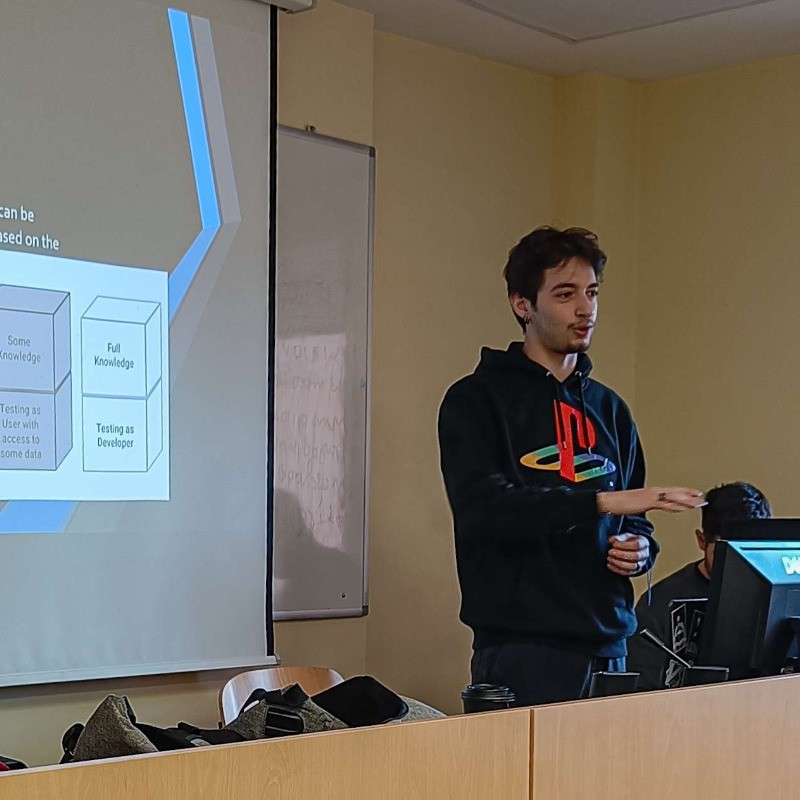 can be
ased on the
Some
Knowledge
Testing as
User with
access to
some data
Full
Knowledge
Testing as
Developer